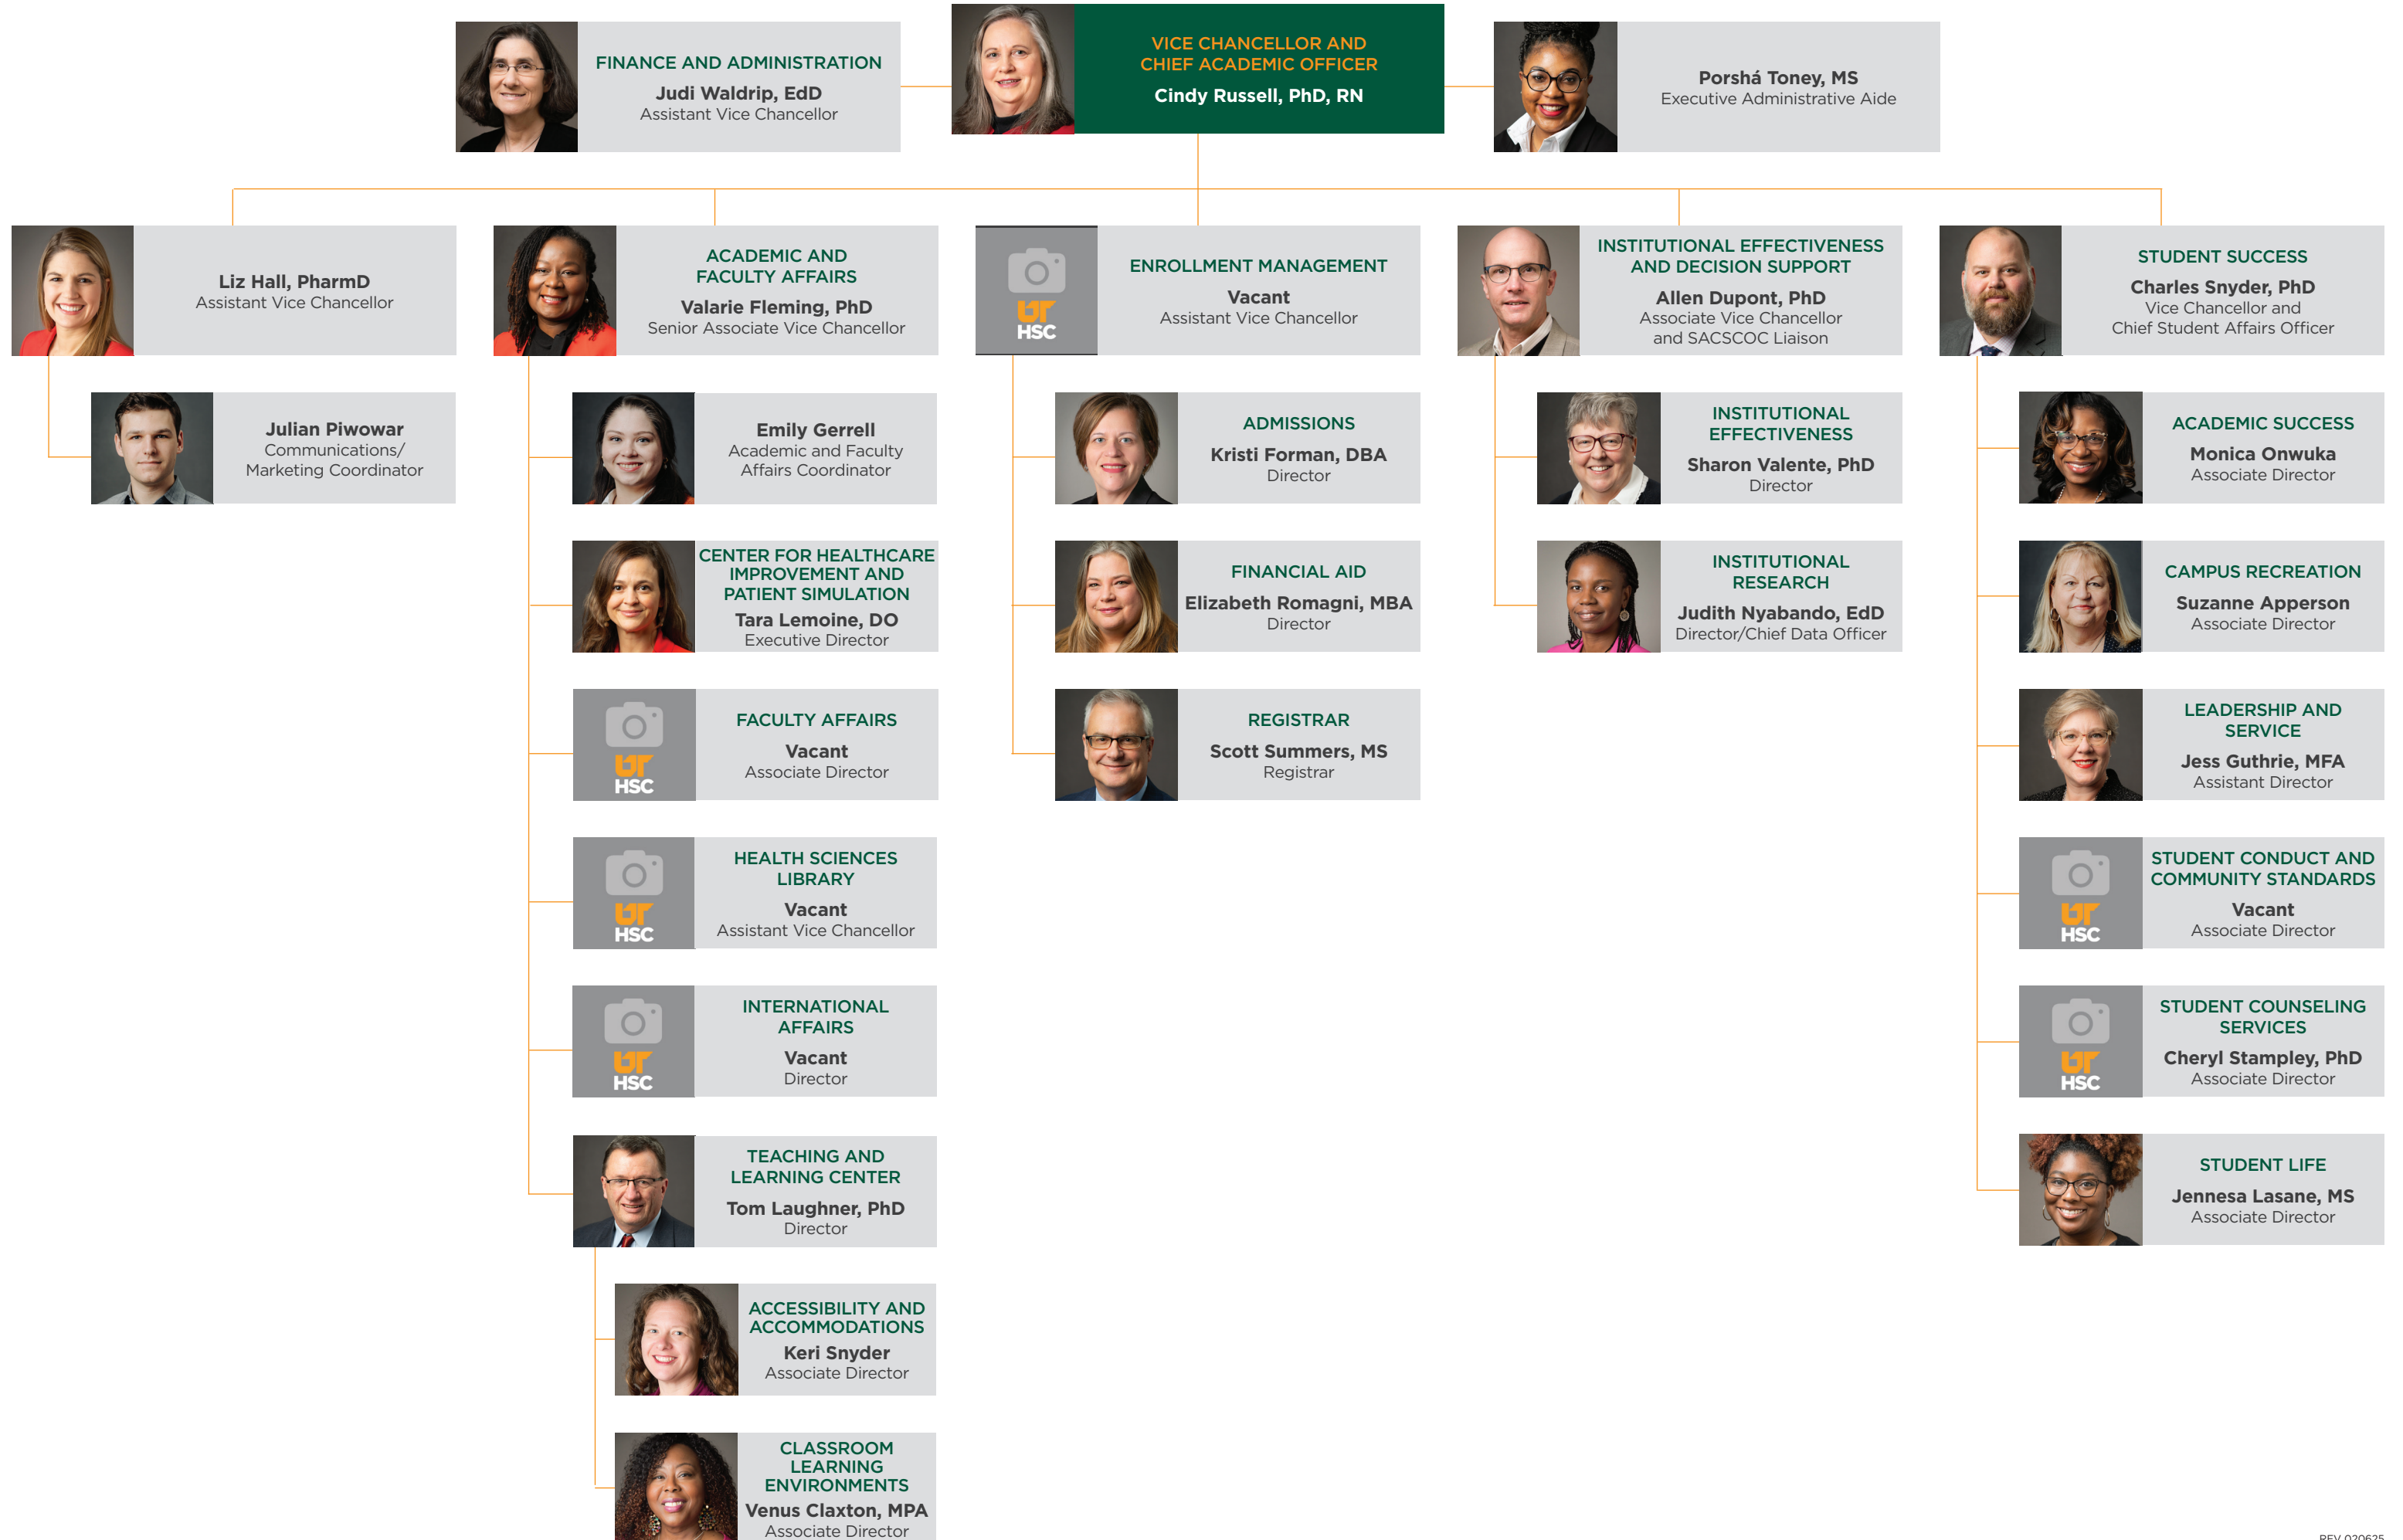 FINANCE AND ADMINISTRATION
Judi Waldrip, EdD
Assistant Vice Chancellor
VICE CHANCELLOR AND
CHIEF ACADEMIC OFFICER
Cindy Russell, PhD, RN
Porshá Toney, MS
Executive Administrative Aide
Liz Hall, PharmD
Assistant Vice Chancellor
Julian Piwowar
Communications/
Marketing Coordinator
ACADEMIC AND
FACULTY AFFAIRS
Valarie Fleming, PhD
Senior Associate Vice Chancellor
Emily Gerrell
Academic and Faculty
Affairs Coordinator
CENTER FOR HEALTHCARE
IMPROVEMENT AND
PATIENT SIMULATION
Tara Lemoine, DO
Executive Director
UT
HSC
FACULTY AFFAIRS
Vacant
Associate Director
UT
HSC
HEALTH SCIENCES
LIBRARY
Vacant
Assistant Vice Chancellor
UT
HSC
INTERNATIONAL
AFFAIRS
Vacant
Director
TEACHING AND
LEARNING CENTER
Tom Laughner, PhD
Director
ACCESSIBILITY AND
ACCOMMODATIONS
Keri Snyder
Associate Director
CLASSROOM
LEARNING
ENVIRONMENTS
Venus Claxton, MPA
Associate Director
UT
HSC
ENROLLMENT MANAGEMENT
Vacant
Assistant Vice Chancellor
ADMISSIONS
Kristi Forman, DBA
Director
FINANCIAL AID
Elizabeth Romagni, MBA
Director
REGISTRAR
Scott Summers, MS
Registrar
INSTITUTIONAL EFFECTIVENESS
AND DECISION SUPPORT
Allen Dupont, PhD
Associate Vice Chancellor
and SACSCOC Liaison
INSTITUTIONAL
EFFECTIVENESS
Sharon Valente, PhD
Director
INSTITUTIONAL
RESEARCH
Judith Nyabando, EdD
Director/Chief Data Officer
STUDENT SUCCESS
Charles Snyder, PhD
Vice Chancellor and
Chief Student Affairs Officer
ACADEMIC SUCCESS
Monica Onwuka
Associate Director
CAMPUS RECREATION
Suzanne Apperson
Associate Director
LEADERSHIP AND
SERVICE
Jess Guthrie, MFA
Assistant Director
UT
HSC
STUDENT CONDUCT AND
COMMUNITY STANDARDS
Vacant
Associate Director
UT
HSC
STUDENT COUNSELING
SERVICES
Cheryl Stampley, PhD
Associate Director
STUDENT LIFE
Jennesa Lasane, MS
Associate Director
REV 020625